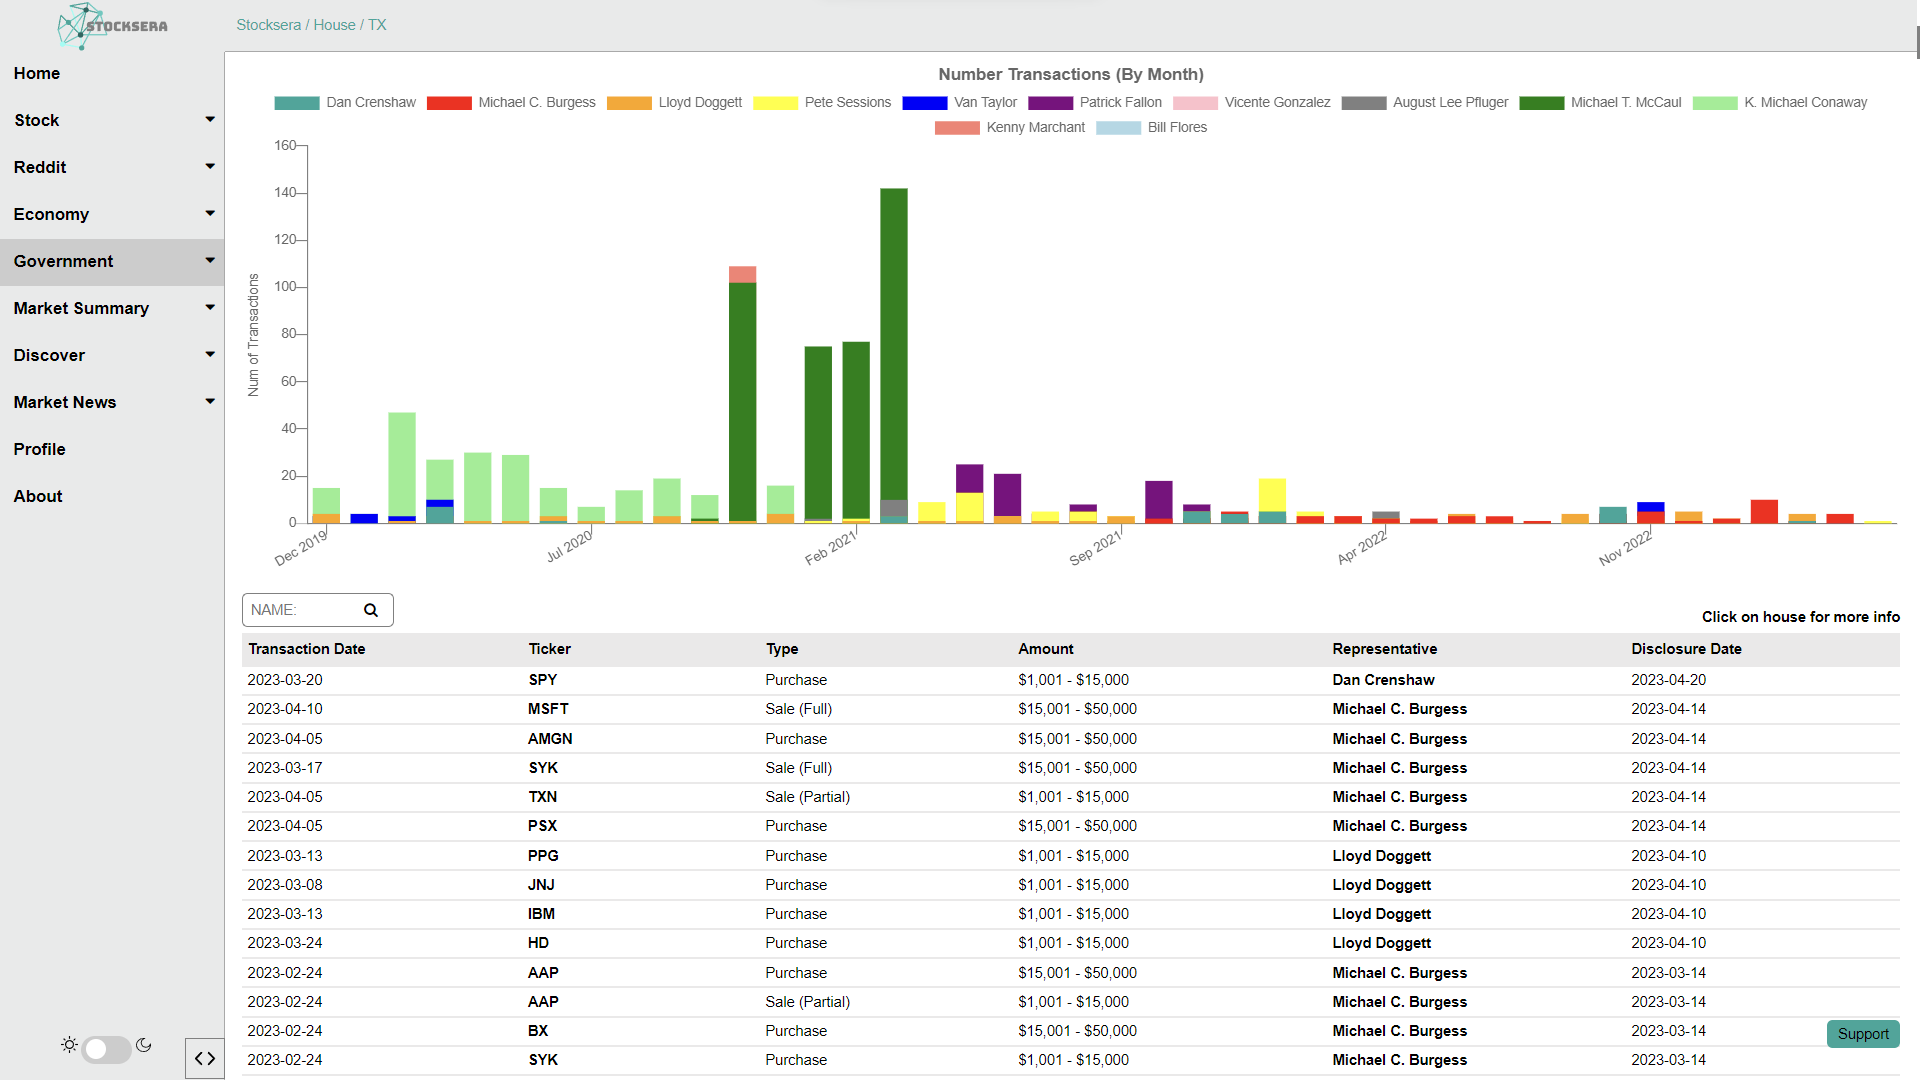 STOCKSERA
Stocksera / House / TX
Home
Stock
Reddit
Economy
Government
Market Summary
Discover
Market News
Profile
About
Number Transactions (By Month)
Dan Crenshaw Michael C. Burgess Lloyd Doggett Pete Sessions Van Taylor Patrick Fallon Vicente Gonzalez August Lee Pfluger Michael T. McCaul K. Michael Conaway
Kenny Marchant Bill Flores
Num of Transactions
160
140
120
100
80
60
40
20
0
Dec 2019 Jul 2020 Feb 2021 Sep 2021 Apr 2022 Nov 2022
NAME:
Click on house for more info
Transaction Date Ticker Type Amount Representative Disclosure Date
2023-03-20 SPY Purchase $1,001 - $15,000 Dan Crenshaw 2023-04-20
2023-04-10 MSFT Sale (Full) $15,001 - $50,000 Michael C. Burgess 2023-04-14
2023-04-05 AMGN Purchase $15,001 - $50,000 Michael C. Burgess 2023-04-14
2023-03-17 SYK Sale (Full) $15,001 - $50,000 Michael C. Burgess 2023-04-14
2023-04-05 TXN Sale (Partial) $1,001 - $15,000 Michael C. Burgess 2023-04-14
2023-04-05 PSX Purchase $15,001 - $50,000 Michael C. Burgess 2023-04-14
2023-03-13 PPG Purchase $1,001 - $15,000 Lloyd Doggett 2023-04-10
2023-03-08 JNJ Purchase $1,001 - $15,000 Lloyd Doggett 2023-04-10
2023-03-13 IBM Purchase $1,001 - $15,000 Lloyd Doggett 2023-04-10
2023-03-24 HD Purchase $1,001 - $15,000 Lloyd Doggett 2023-04-10
2023-02-24 AAP Purchase $15,001 - $50,000 Michael C. Burgess 2023-03-14
2023-02-24 AAP Sale (Partial) $1,001 - $15,000 Michael C. Burgess 2023-03-14
2023-02-24 BX Purchase $15,001 - $50,000 Michael C. Burgess 2023-03-14
2023-02-24 SYK Purchase $1,001 - $15,000 Michael C. Burgess 2023-03-14
Support